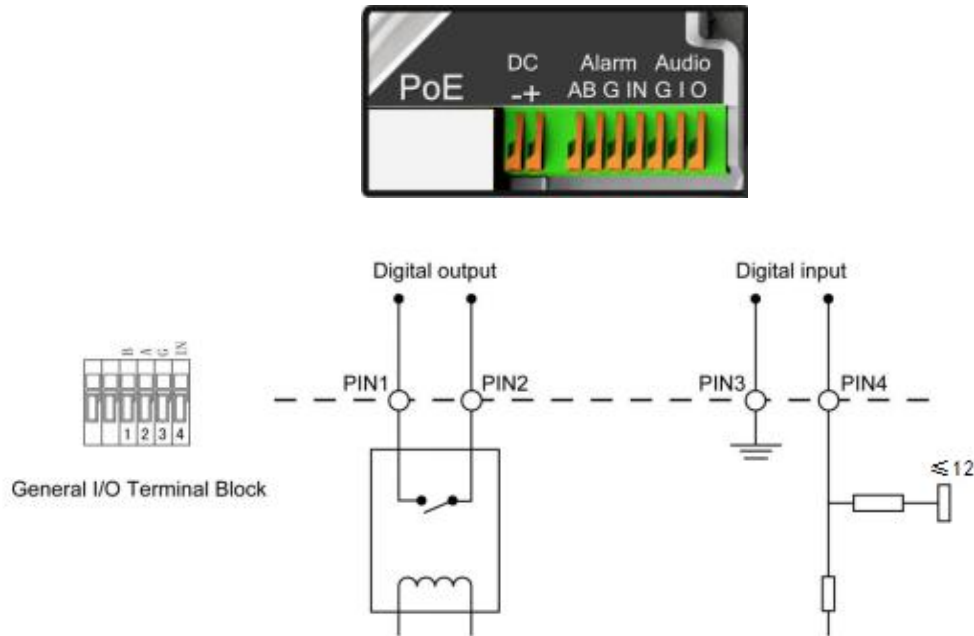 DC Alarm Audio
PoE -+ AB G IN G I O
Digital output Digital input
B A G IN
PIN1 PIN2 PIN3 PIN4
1 2 3 4
General I/O Terminal Block
≤12